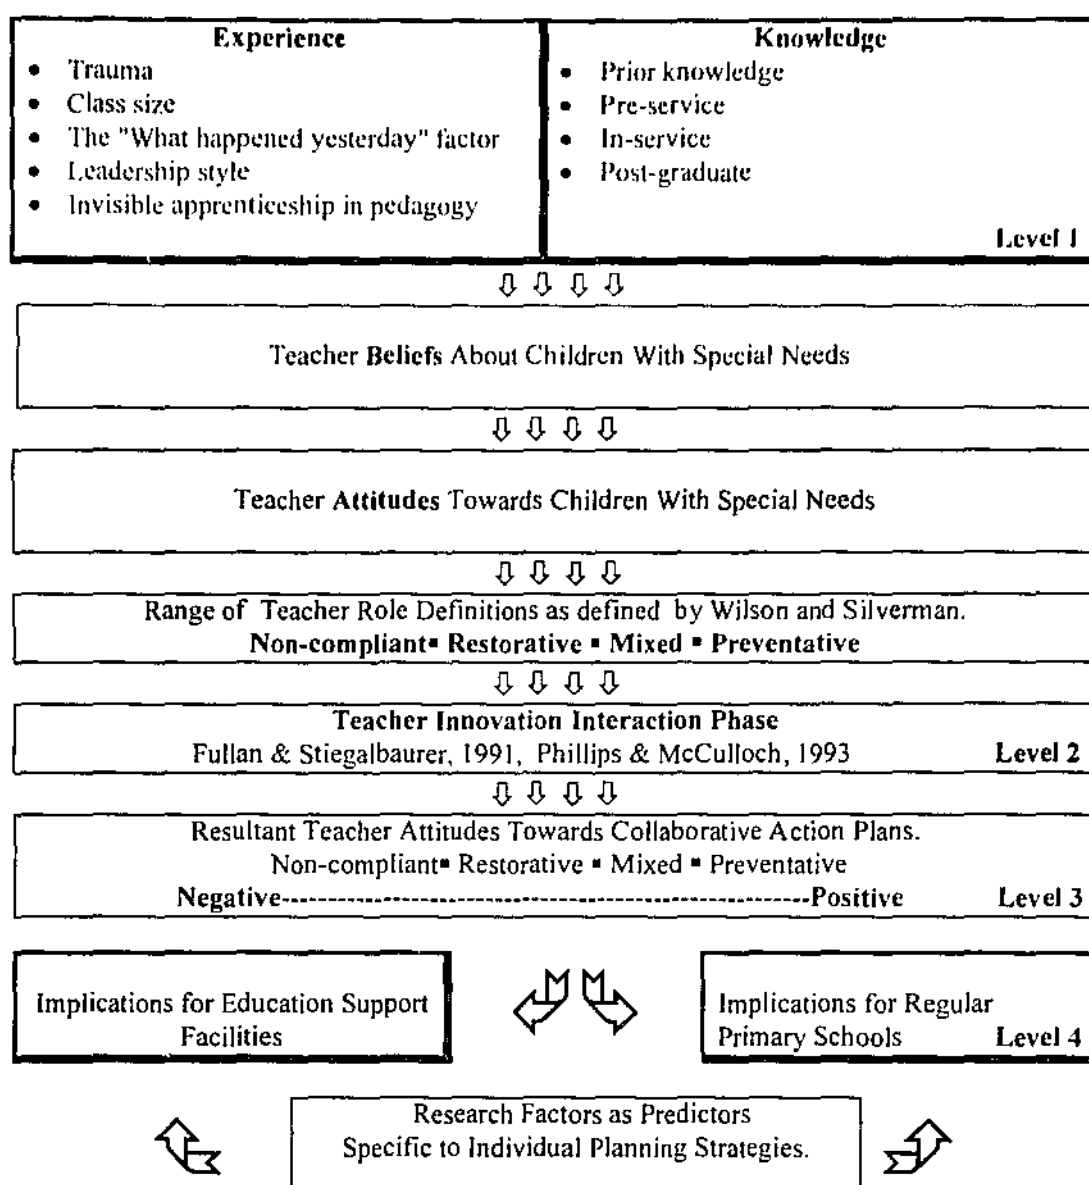 Experience
• Trauma
• Class size
• The "What happened yesterday" factor
• Leadership style
• Invisible apprenticeship in pedagogy
Knowledge
• Prior knowledge
• Pre-service
• In-service
• Post-graduate
Level 1
Teacher Beliefs About Children With Special Needs
Teacher Attitudes Towards Children With Special Needs
Range of Teacher Role Definitions as defined by Wilson and Silverman.
Non-compliant▪ Restorative ▪ Mixed ▪ Preventative
Teacher Innovation Interaction Phase
Fullan & Stiegalbaurer, 1991, Phillips & McCulloch, 1993 Level 2
Resultant Teacher Attitudes Towards Collaborative Action Plans.
Non-compliant▪ Restorative ▪ Mixed ▪ Preventative
Negative-----------------------------------------------------Positive Level 3
Implications for Education Support
Facilities
Implications for Regular
Primary Schools Level 4
Research Factors as Predictors
Specific to Individual Planning Strategies.